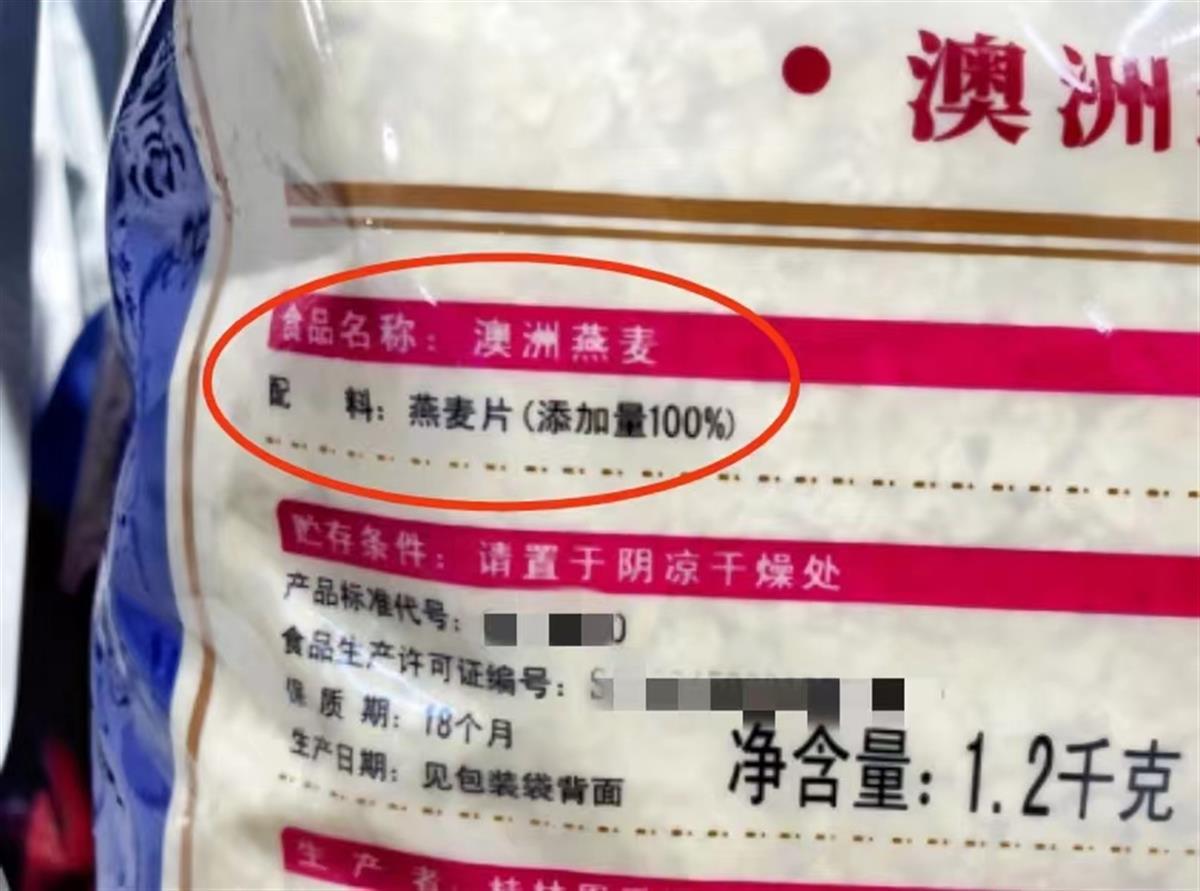 • 澳洲
食品名称：澳洲燕麦
配 料：燕麦片(添加量100%)
贮存条件：请置于阴凉干燥处
产品标准代号：
食品生产许可证编号：S
保质期：18个月
生产日期：见包装袋背面
净含量：1.2千克
生产者：桂林